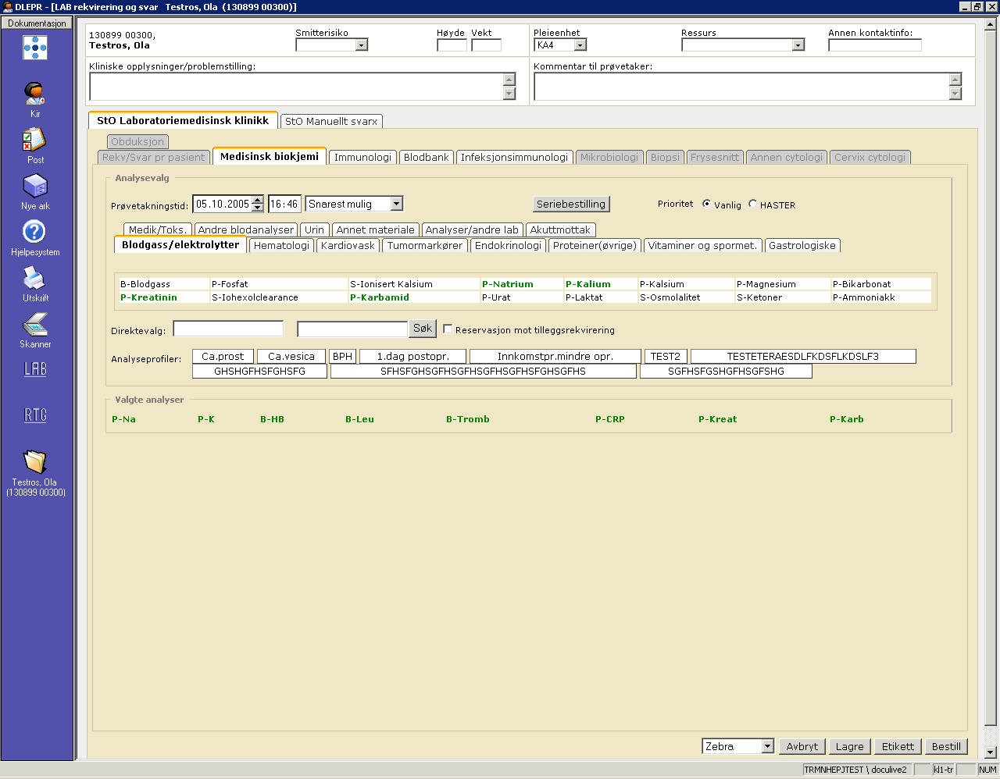 DLEPR - [LAB rekvirering og svar Testros, Ola (130899 00300)]
Dokumentasjon
Kir
Post
Nye ark
Hjelpesystem
Utskrift
Skanner
LAB
RTG
Testros, Ola
(130899 00300)
130899 00300,
Testros, Ola
Smitterisiko
Høyde Vekt
Pleieenhet
KA4
Ressurs
Annen kontaktinfo:
Kliniske opplysninger/problemstilling:
Kommentar til prøvetaker:
StO Laboratoriemedisinsk klinikk StO Manuellt svarx
Obduksjon
Rekv/Svar pr pasient Medisinsk biokjemi Immunologi Blodbank Infeksjonsimmunologi Mikrobiologi Biopsi Frysesnitt Annen cytologi Cervix cytologi
Analysevalg
Prøvetakningstid: 05.10.2005 16:46 Snarest mulig Seriebestilling Prioritet Vanlig HASTER
Medik/Toks. Andre blodanalyser Urin Annet materiale Analyser/andre lab Akuttmottak
Blodgass/elektrolytter Hematologi Kardiovask Tumormarkører Endokrinologi Proteiner(øvrige) Vitaminer og spormet. Gastrologiske
B-Blodgass P-Fosfat S-Ionisert Kalsium P-Natrium P-Kalium P-Kalsium P-Magnesium P-Bikarbonat
P-Kreatinin S-Iohexolclearance P-Karbamid P-Urat P-Laktat S-Osmolalitet S-Ketoner P-Ammoniakk
Direktevalg: Søk Reservasjon mot tilleggsrekvirering
Analyseprofiler: Ca.prost Ca.vesica BPH 1.dag postopr. Innkomstpr.mindre opr. TEST2 TESTETERAESDLFKDSFLKDSLF3
GHSHGFHSFGHSFG SFHSFGHSGFHSGFHSGFHSGFHSFGHSGFHS SGFHSFGSHGFHSGFSHG
Valgte analyser
P-Na P-K B-HB B-Leu B-Tromb P-CRP P-Kreat P-Karb
Zebra Avbryt Lagre Etikett Bestill
TRMNHEPJTEST \ doculive2 kl1-tr NUM